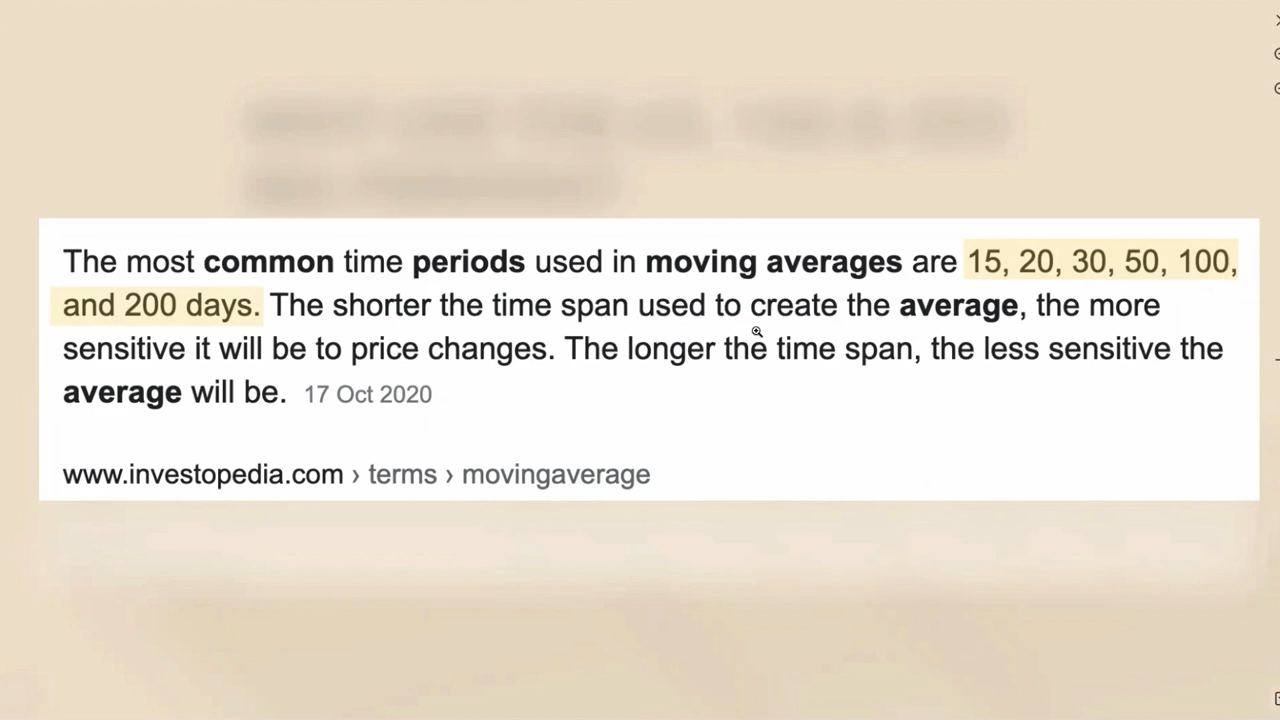 The most common time periods used in moving averages are 15, 20, 30, 50, 100,
and 200 days. The shorter the time span used to create the average, the more
sensitive it will be to price changes. The longer the time span, the less sensitive the
average will be. 17 Oct 2020
www.investopedia.com › terms › movingaverage